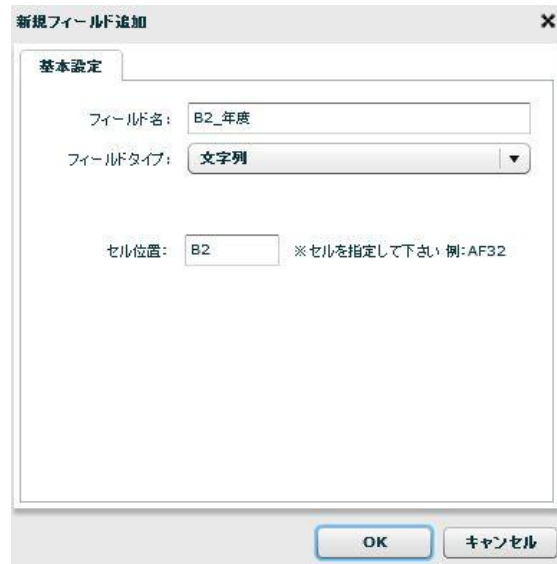 新規フィールド追加
基本設定
フィールド名: B2_年度
フィールドタイプ: 文字列
セル位置: B2 ※セルを指定して下さい 例:AF32
OK キャンセル